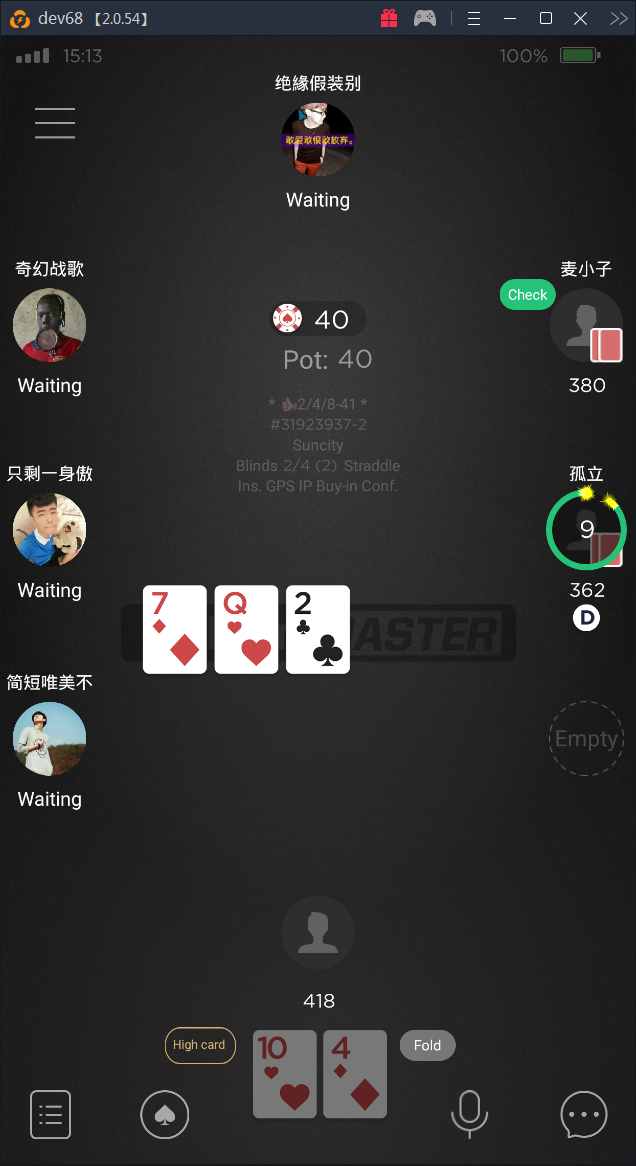 dev68 【2.0.54】
15:13
100%
绝緣假装别
敢爱敢恨敢放弃。
Waiting
奇幻战歌
Waiting
麦小子
Check
380
40
Pot: 40
2/4/8-41 *
#31923937-2
Suncity
Blinds 2/4 (2) Straddle
Ins. GPS IP Buy-in Conf.
只剩一身傲
Waiting
孤立
9
362
D
7
Q
2
MASTER
简短唯美不
Waiting
Empty
418
High card
10
4
Fold